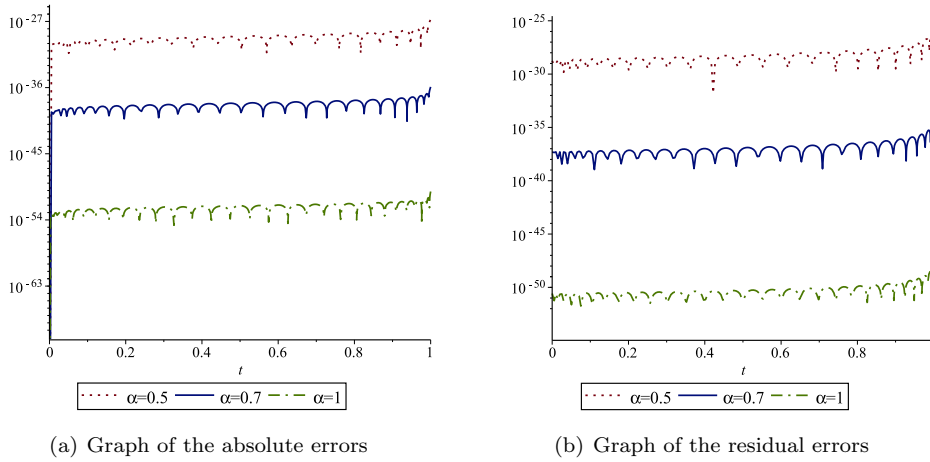 10^-27
10^-36
10^-45
10^-54
10^-63
0 0.2 0.4 0.6 0.8 1
t
α=0.5 α=0.7 α=1
(a) Graph of the absolute errors
10^-25
10^-30
10^-35
10^-40
10^-45
10^-50
0 0.2 0.4 0.6 0.8
t
α=0.5 α=0.7 α=1
(b) Graph of the residual errors